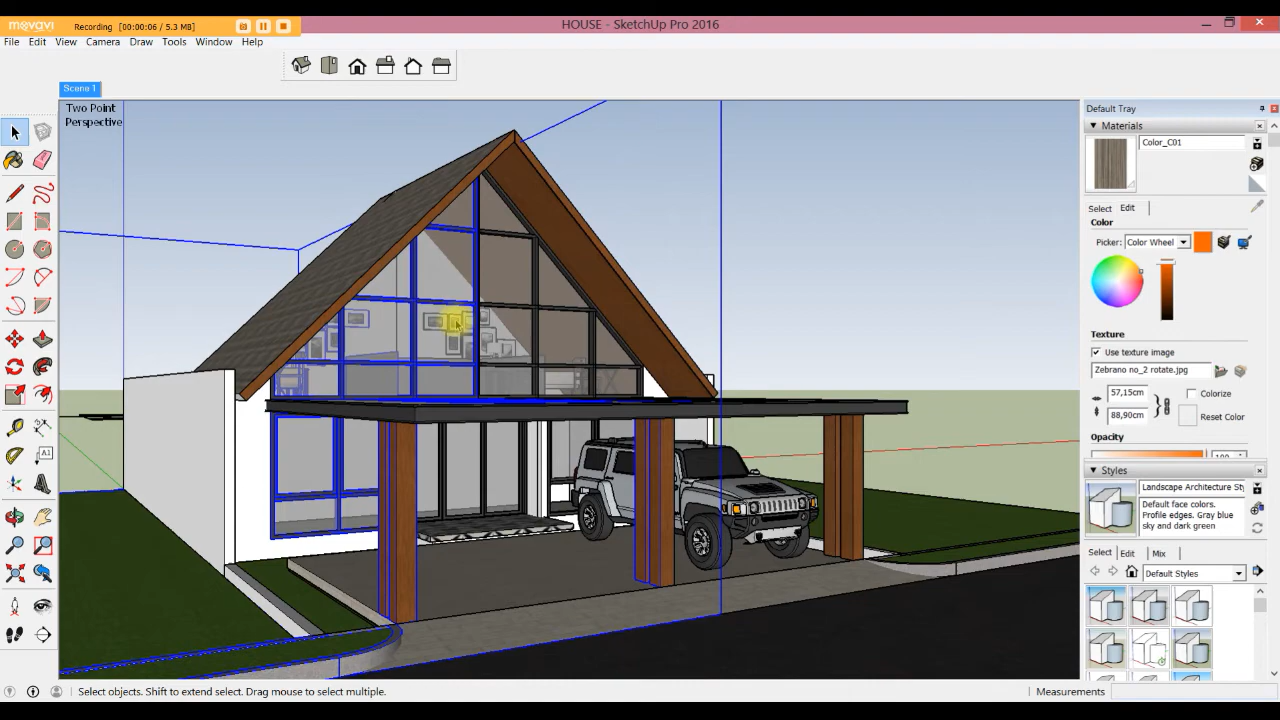 movavi
Recording [00:00:06 / 5.3 MB]
HOUSE - SketchUp Pro 2016
File Edit View Camera Draw Tools Window Help
Scene 1
Two Point
Perspective
A1
Default Tray
Materials
Color_C01
Select Edit
Color
Picker: Color Wheel
Texture
Use texture image
Zebrano no_2 rotate.jpg
57,15cm
Colorize
88,90cm
Reset Color
Opacity
100
Styles
Landscape Architecture Sty
Default face colors.
Profile edges. Gray blue
sky and dark green
Select Edit Mix
Default Styles
Select objects. Shift to extend select. Drag mouse to select multiple.
Measurements